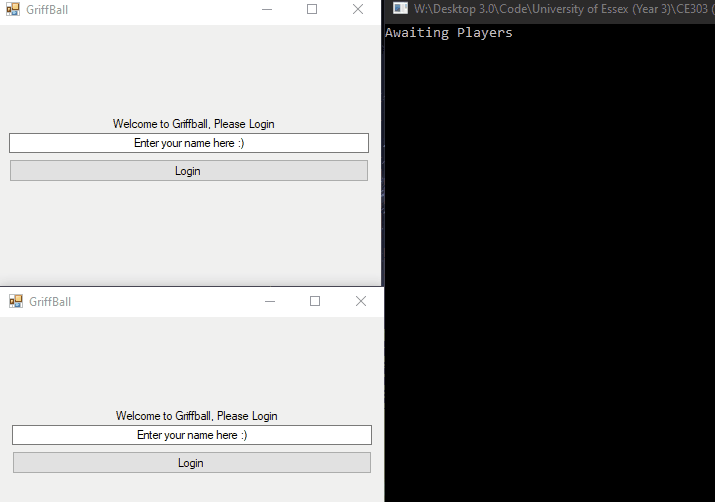 GriffBall
Welcome to Griffball, Please Login
Enter your name here :)
Login
GriffBall
Welcome to Griffball, Please Login
Enter your name here :)
Login
W:\Desktop 3.0\Code\University of Essex (Year 3)\CE303 (
Awaiting Players